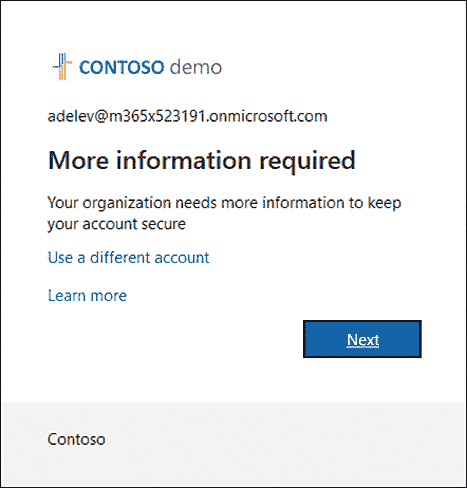 CONTOSO demo
adelev@m365x523191.onmicrosoft.com
More information required
Your organization needs more information to keep
your account secure
Use a different account
Learn more
Next
Contoso